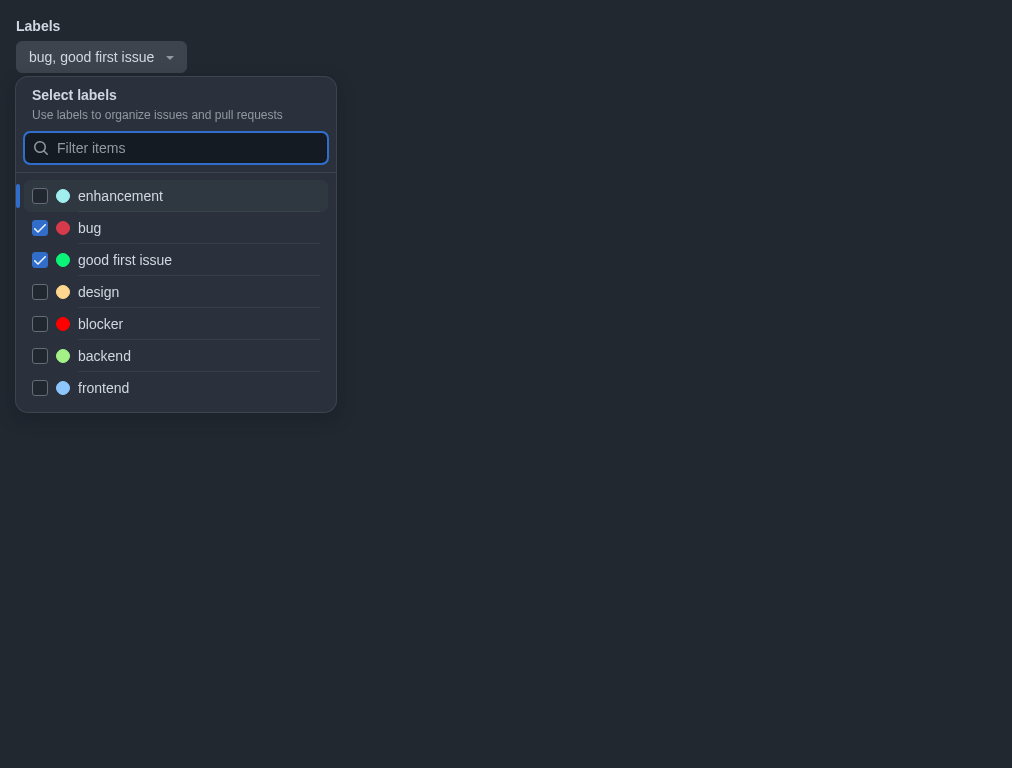 Labels
bug, good first issue
Select labels
Use labels to organize issues and pull requests
Filter items
enhancement
bug
good first issue
design
blocker
backend
frontend